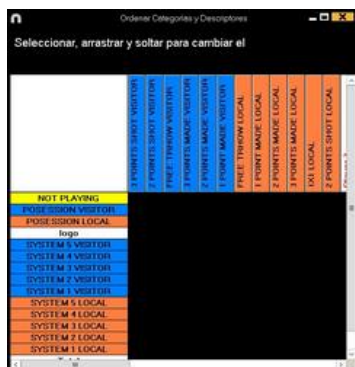 Ordenar Categorias y Descriptores
Seleccionar, arrastrar y soltar para cambiar el
3 POINTS SHOT VISITOR
2 POINTS SHOT VISITOR
FREE TRHOW VISITOR
3 POINTS MADE VISITOR
2 POINTS MADE VISITOR
1 POINT MADE VISITOR
FREE TRHOW LOCAL
1 POINT MADE LOCAL
2 POINTS MADE LOCAL
3 POINTS MADE LOCAL
1X1 LOCAL
2 POINTS SHOT LOCAL
NOT PLAYING
POSESSION VISITOR
POSESSION LOCAL
logo
SYSTEM 5 VISITOR
SYSTEM 4 VISITOR
SYSTEM 3 VISITOR
SYSTEM 2 VISITOR
SYSTEM 1 VISITOR
SYSTEM 5 LOCAL
SYSTEM 4 LOCAL
SYSTEM 3 LOCAL
SYSTEM 2 LOCAL
SYSTEM 1 LOCAL